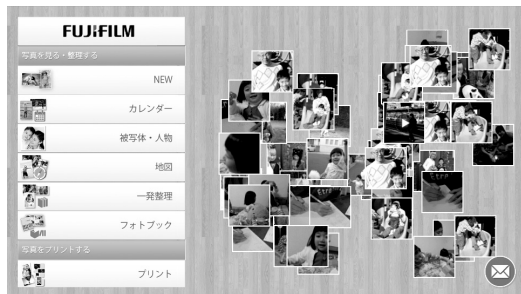 FUJIFILM
写真を見る・整理する
NEW
カレンダー
被写体・人物
地図
一発整理
フォトブック
写真をプリントする
プリント